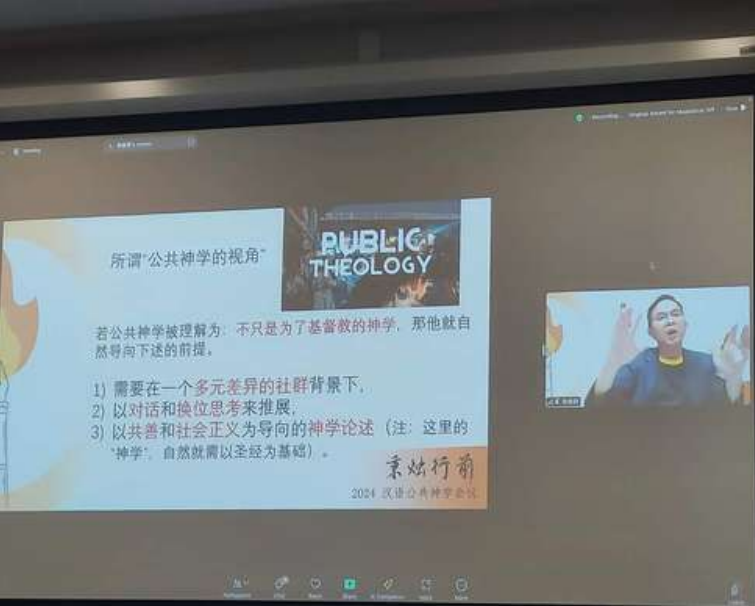 Recording...
所谓“公共神学的视角”
PUBLIC
THEOLOGY
若公共神学被理解为：不只是为了基督教的神学，那他就自
然导向下述的前提。
1) 需要在一个多元差异的社群背景下，
2) 以对话和换位思考来推展，
3) 以共善和社会正义为导向的神学论述（注：这里的
“神学”，自然就需以圣经为基础）。
秉烛行前
2024 汉语公共神学会议